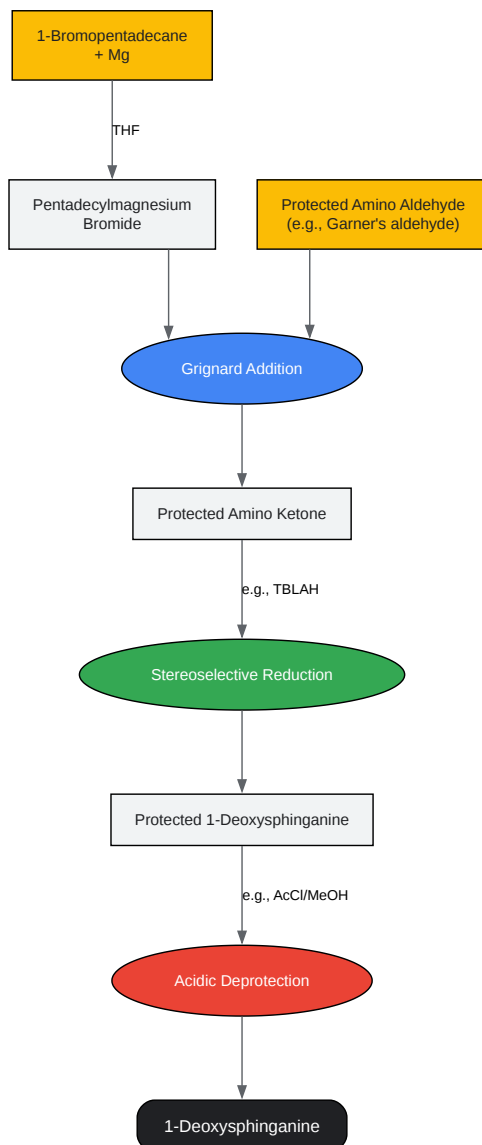 1-Bromopentadecane
+ Mg
THF
Pentadecylmagnesium
Bromide
Protected Amino Aldehyde
(e.g., Garner's aldehyde)
Grignard Addition
Protected Amino Ketone
e.g., TBLAH
Stereoselective Reduction
Protected 1-Deoxysphinganine
e.g., AcCl/MeOH
Acidic Deprotection
1-Deoxysphinganine